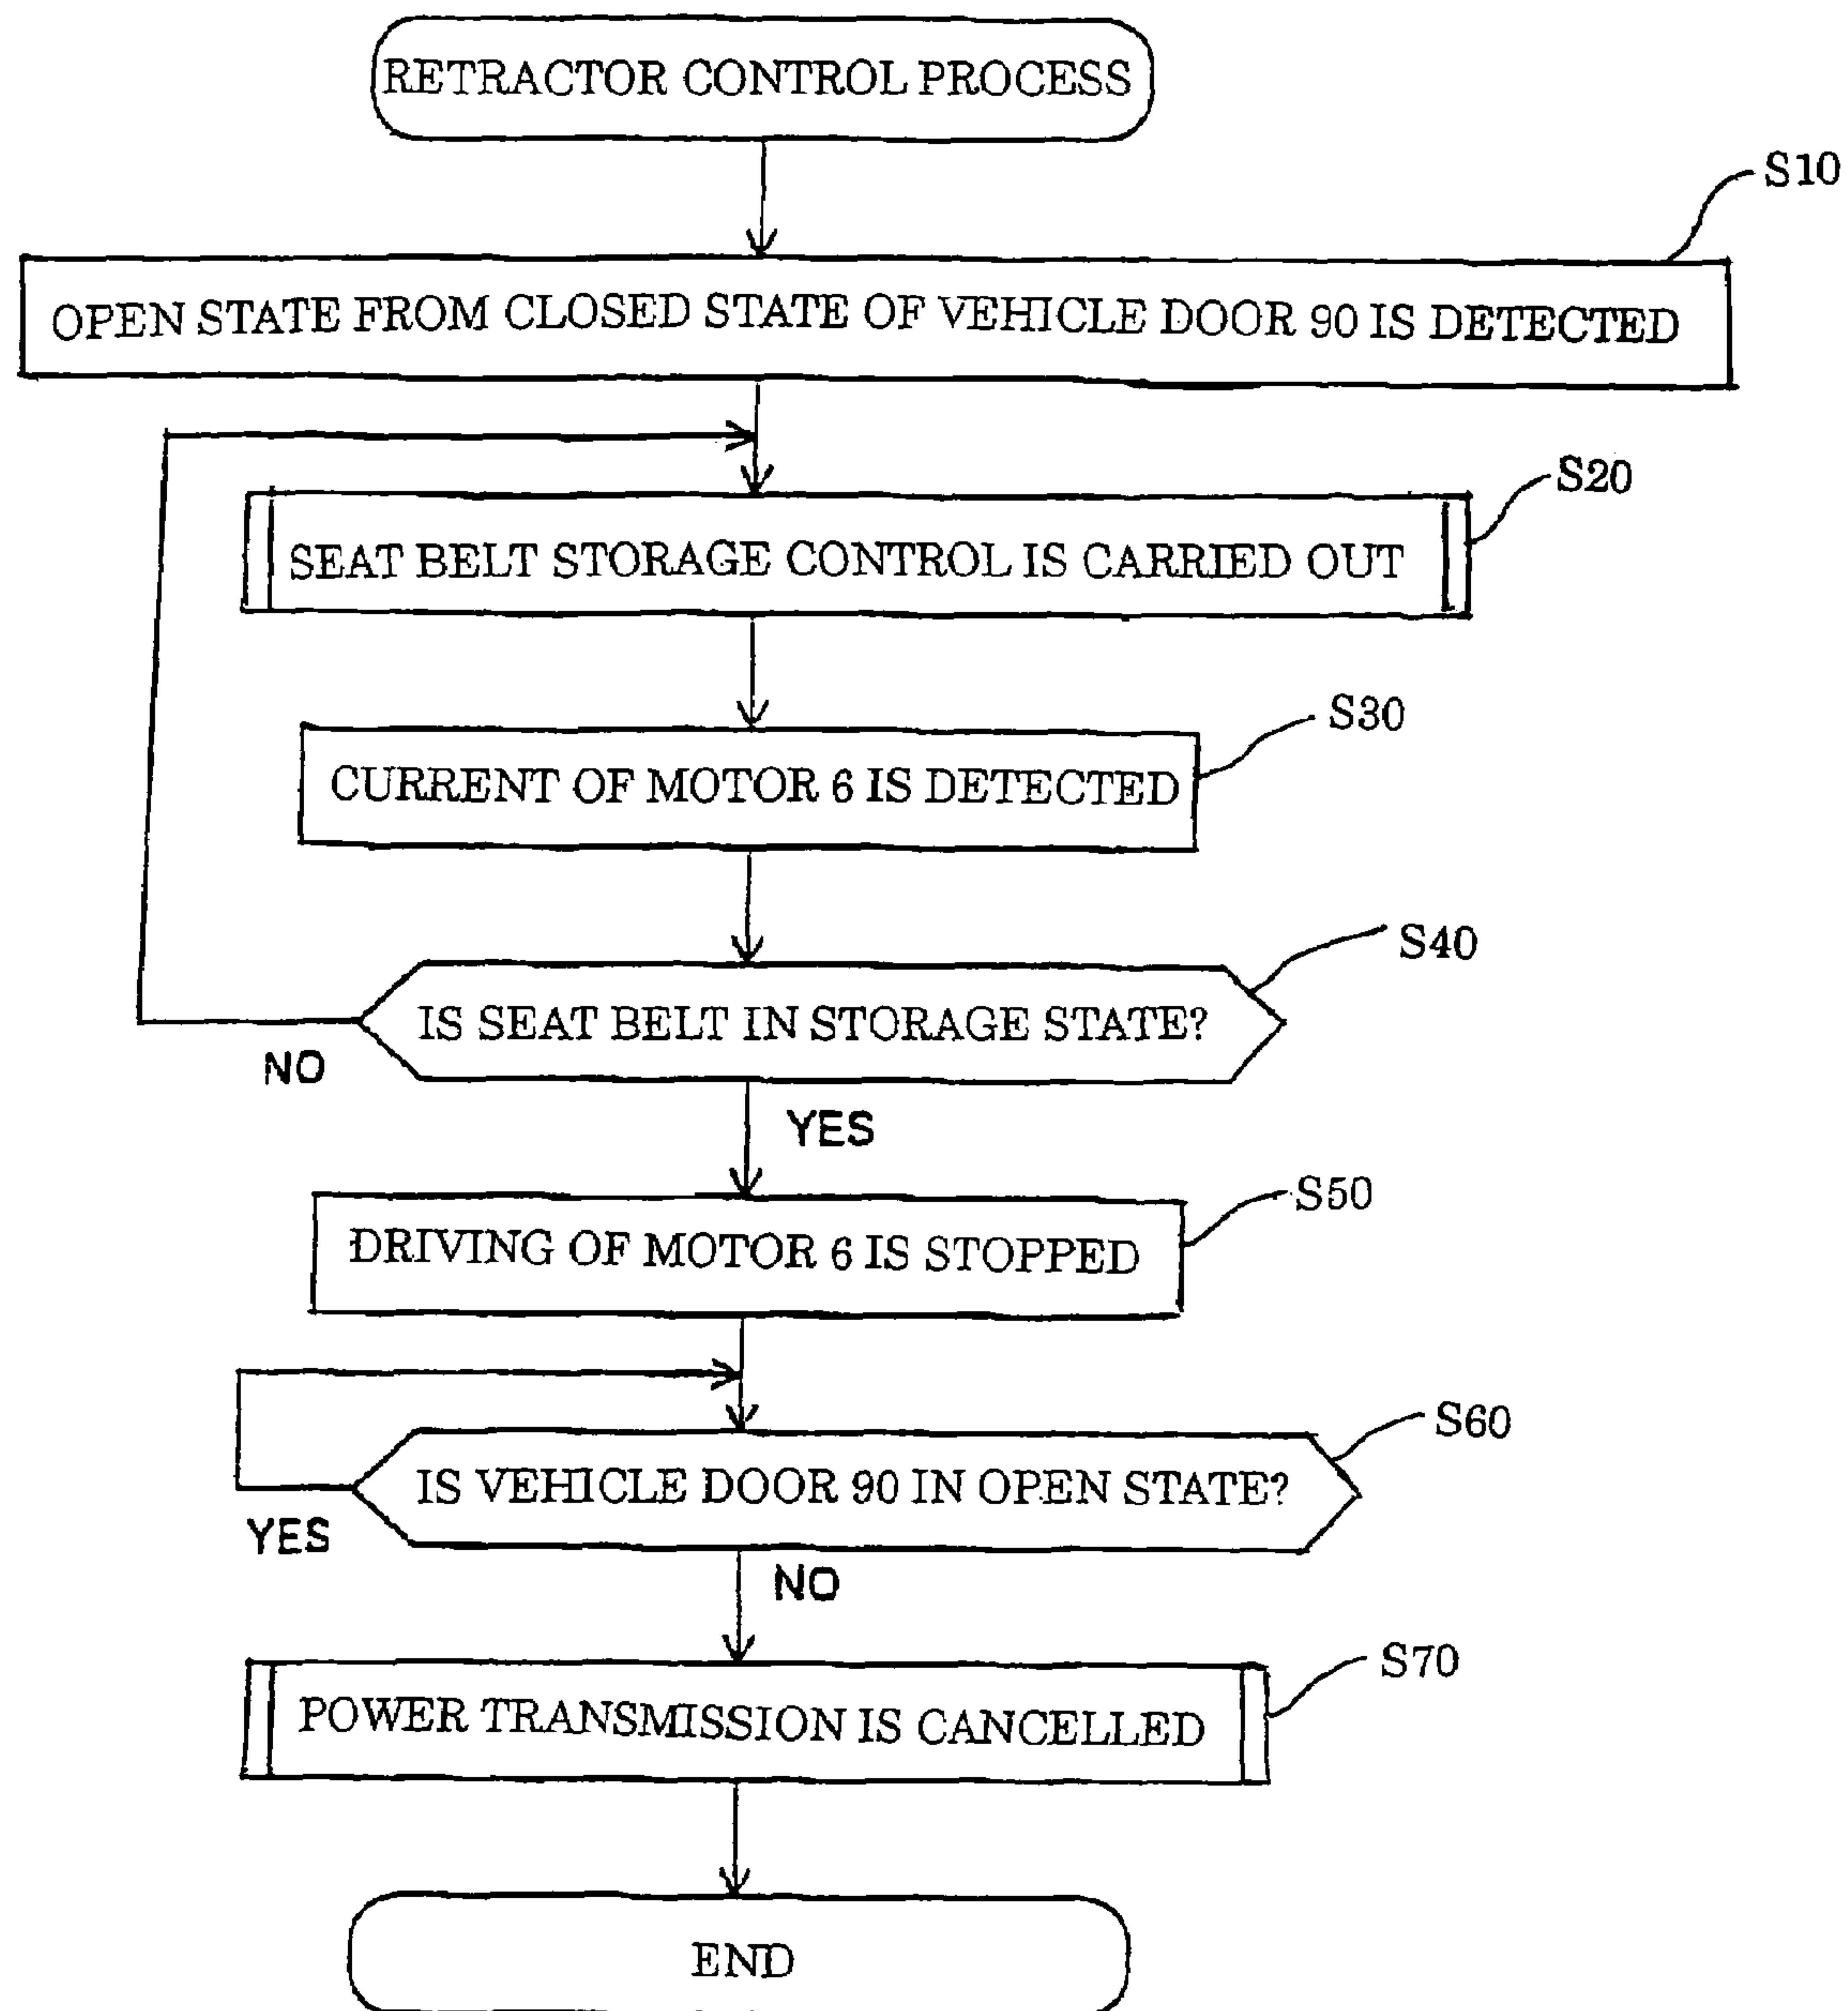 RETRACTOR CONTROL PROCESS
S10
OPEN STATE FROM CLOSED STATE OF VEHICLE DOOR 90 IS DETECTED
S20
SEAT BELT STORAGE CONTROL IS CARRIED OUT
S30
CURRENT OF MOTOR 6 IS DETECTED
S40
IS SEAT BELT IN STORAGE STATE?
NO
YES
S50
DRIVING OF MOTOR 6 IS STOPPED
S60
IS VEHICLE DOOR 90 IN OPEN STATE?
YES
NO
S70
POWER TRANSMISSION IS CANCELLED
END